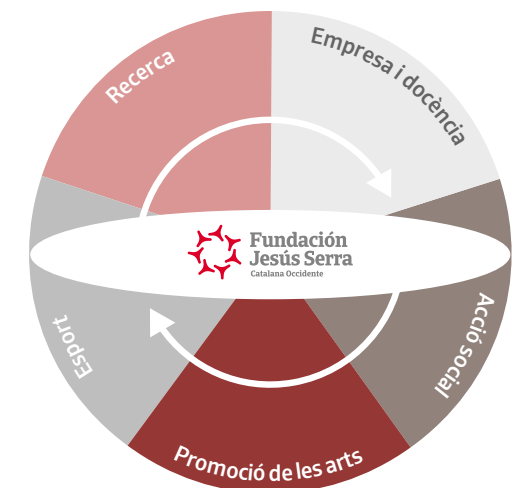 Recerca
Empresa i docència
Fundación
Jesús Serra
Catalana Occidente
Esport
Acció social
Promoció de les arts